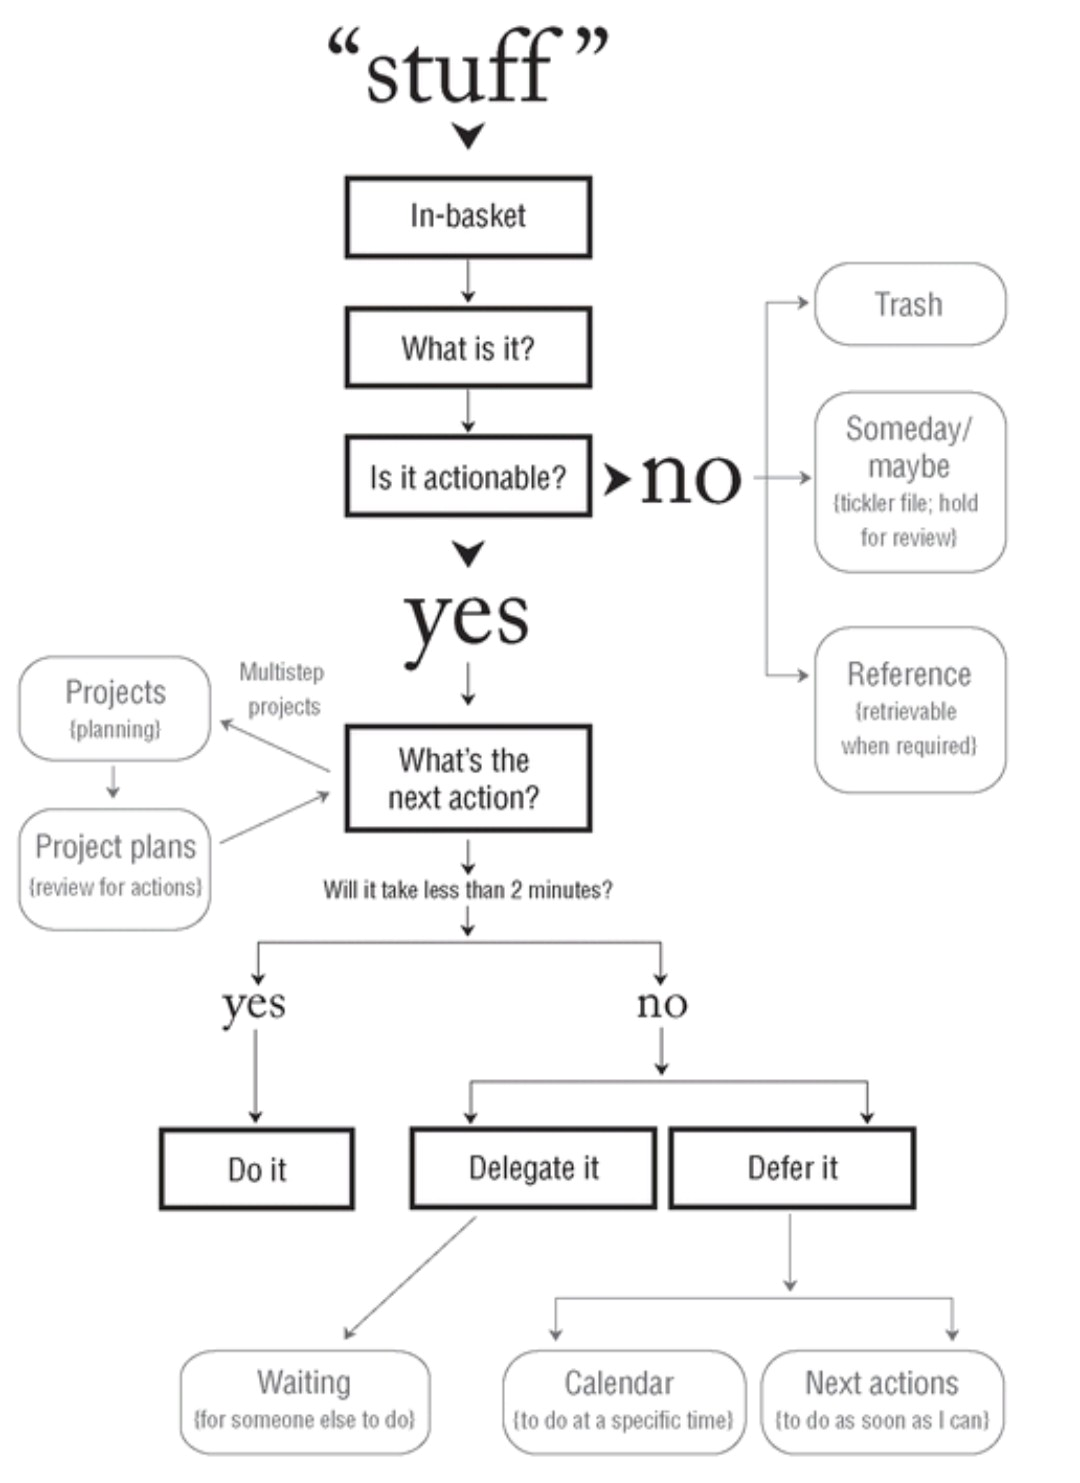 “stuff”
In-basket
What is it?
Is it actionable?
no
Trash
Someday/
maybe
{tickler file; hold
for review}
Reference
{retrievable
when required}
yes
Multistep
projects
Projects
{planning}
Project plans
{review for actions}
What’s the
next action?
Will it take less than 2 minutes?
yes
no
Do it
Delegate it
Defer it
Waiting
{for someone else to do}
Calendar
{to do at a specific time}
Next actions
{to do as soon as I can}